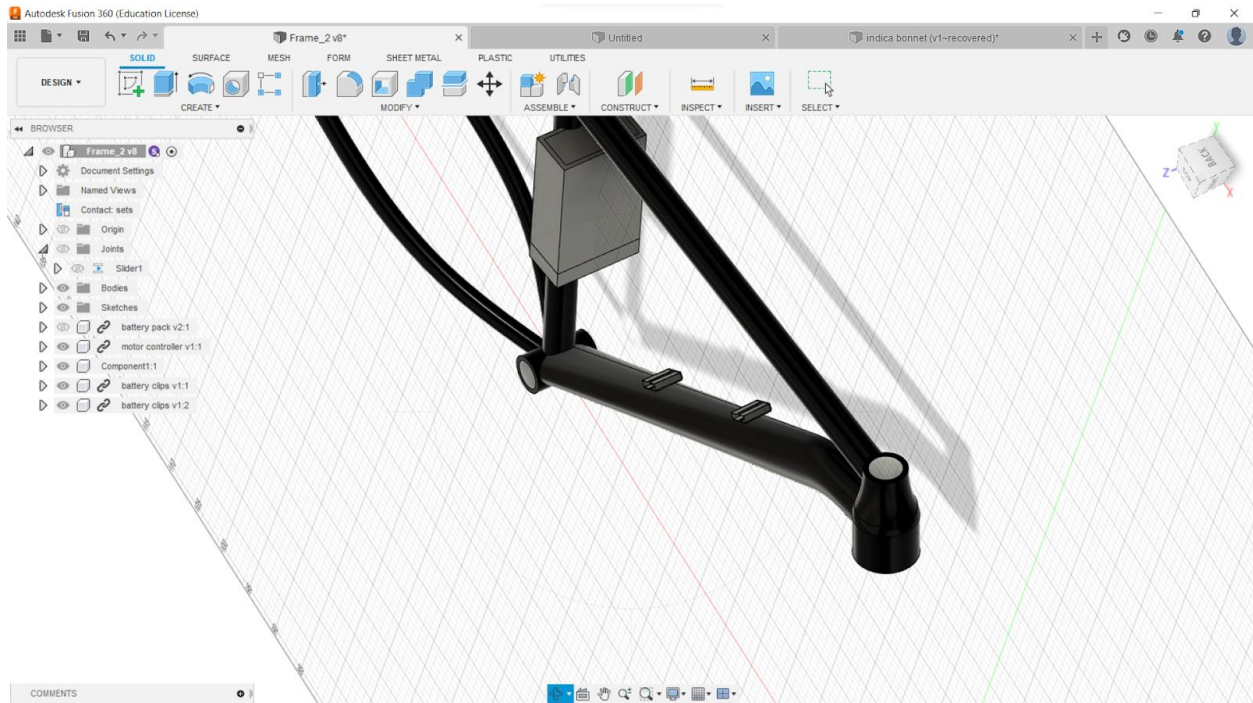 Autodesk Fusion 360 (Education License)
Frame_2 v8*
Untitled
indica bonnet (v1~recovered)*
SOLID SURFACE MESH FORM SHEET METAL PLASTIC UTILITIES
DESIGN
CREATE MODIFY ASSEMBLE CONSTRUCT INSPECT INSERT SELECT
BROWSER
Frame_2 v8
Document Settings
Named Views
Contact: sets
Origin
Joints
Slider1
Bodies
Sketches
battery pack v2:1
motor controller v1:1
Component1:1
battery clips v1:1
battery clips v1:2
Y
BACK
Z
X
COMMENTS